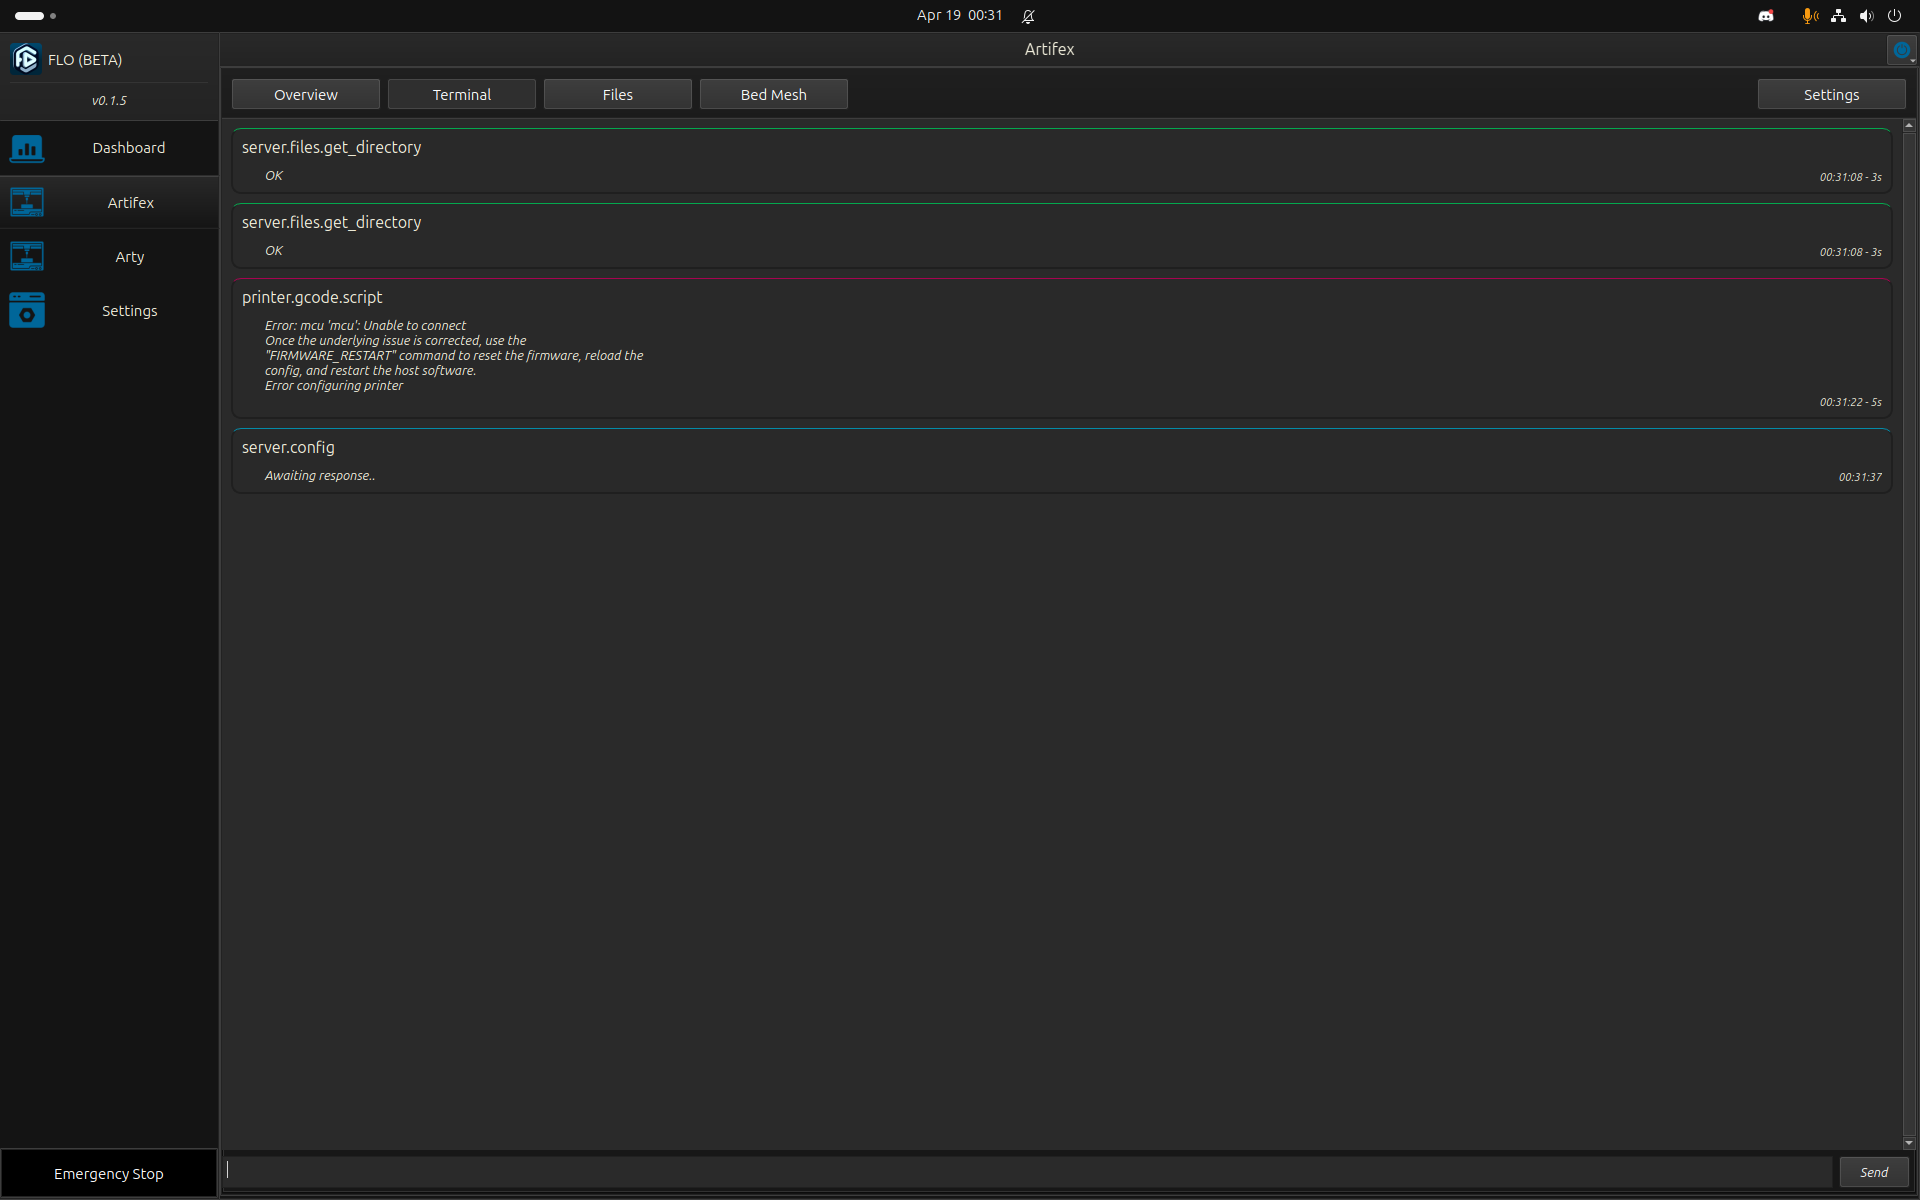 Apr 19 00:31
FLO (BETA)
v0.1.5
Dashboard
Artifex
Arty
Settings
Emergency Stop
Artifex
Overview
Terminal
Files
Bed Mesh
Settings
server.files.get_directory
OK
00:31:08 - 3s
server.files.get_directory
OK
00:31:08 - 3s
printer.gcode.script
Error: mcu 'mcu': Unable to connect
Once the underlying issue is corrected, use the
"FIRMWARE_RESTART" command to reset the firmware, reload the
config, and restart the host software.
Error configuring printer
00:31:22 - 5s
server.config
Awaiting response..
00:31:37
Send